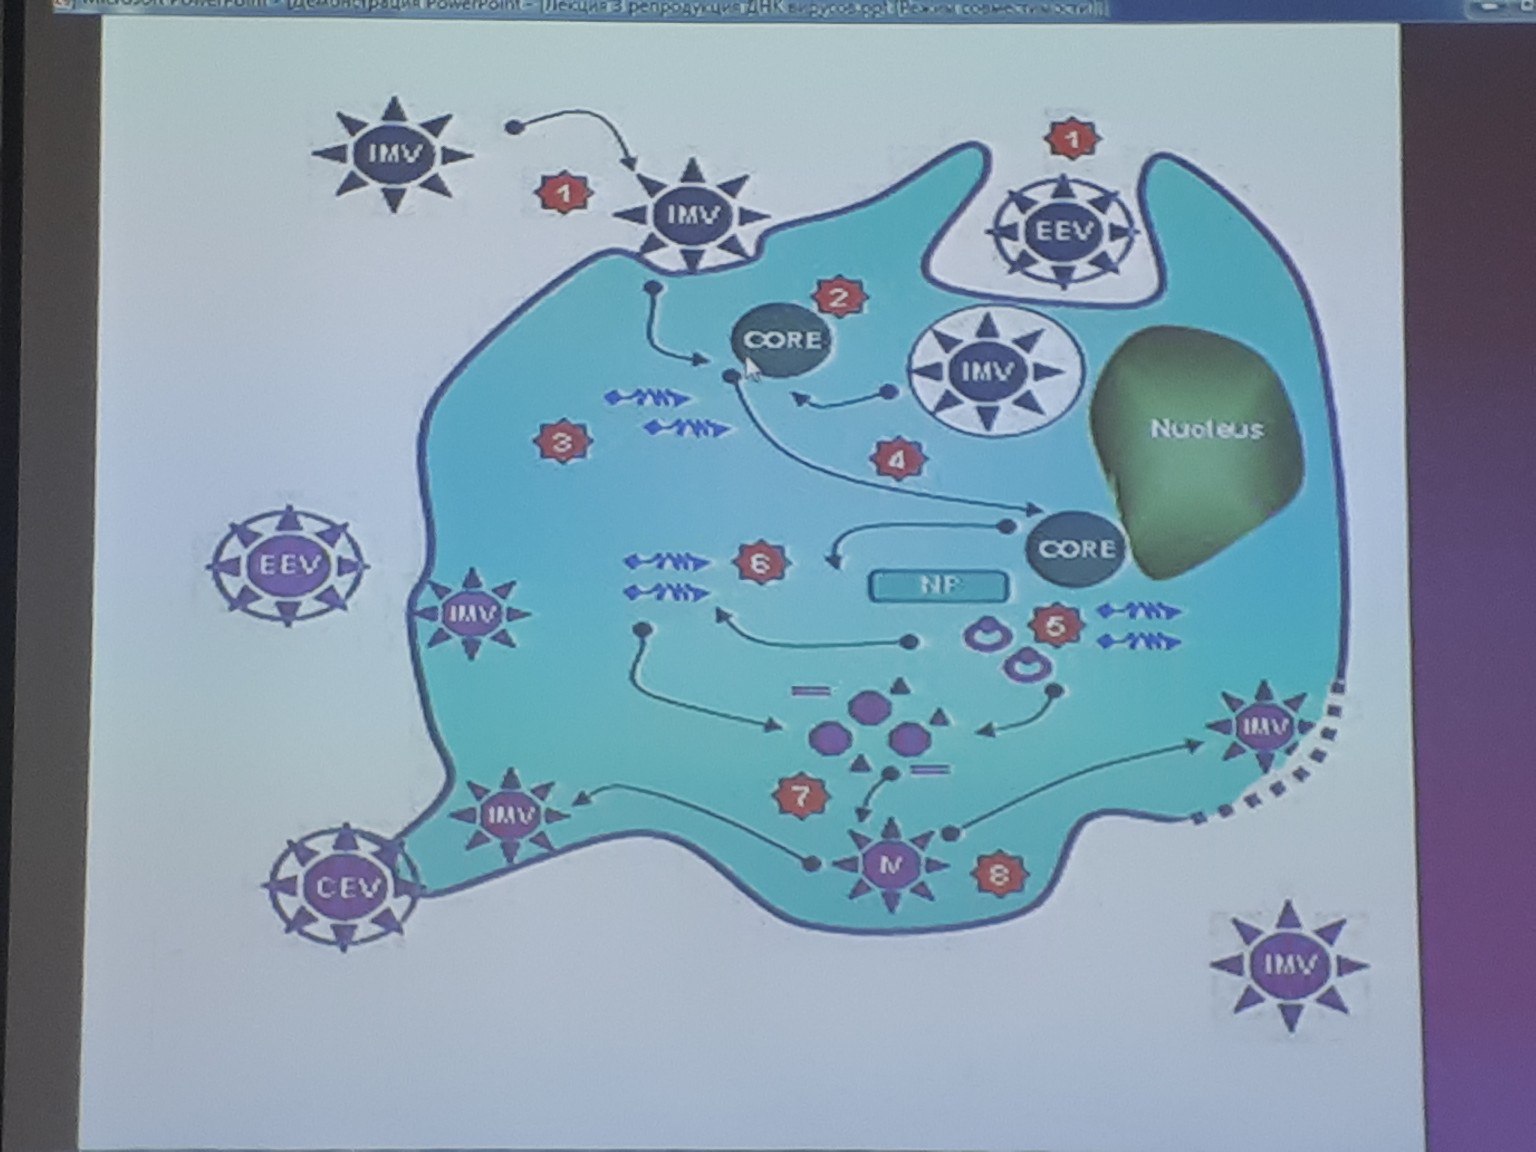 Microsoft PowerPoint - [Демонстрация PowerPoint - [Лекция 3 репродукция ДНК вирусов.ppt [Режим совместимости]]
IMV
1
1
IMV
EEV
2
CORE
IMV
Nucleus
3
4
CORE
EEV
6
NP
IMV
5
IMV
7
IMV
IV
8
CEV
IMV